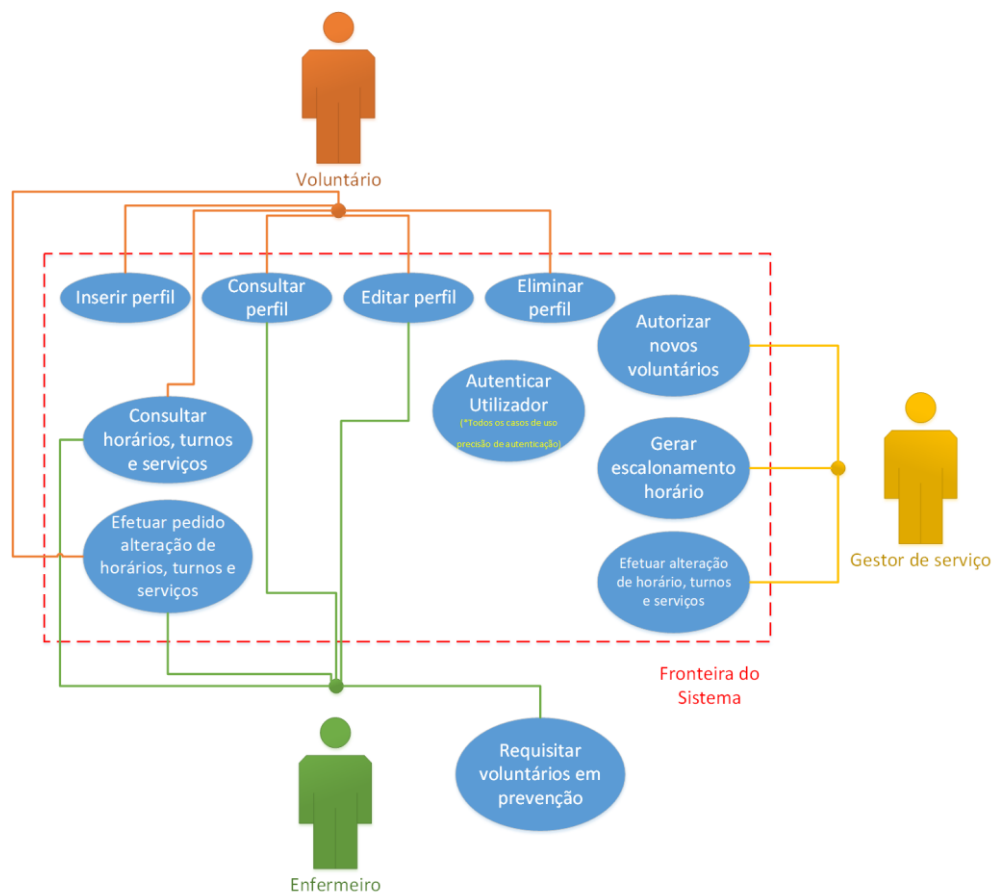 Voluntário
Inserir perfil
Consultar
perfil
Editar perfil
Eliminar
perfil
Autorizar
novos
voluntários
Autenticar
Utilizador
(*Todos os casos de uso
precisão de autenticação)
Consultar
horários, turnos
e serviços
Gerar
escalonamento
horário
Efetuar pedido
alteração de
horários, turnos e
serviços
Efetuar alteração
de horário, turnos
e serviços
Gestor de serviço
Fronteira do
Sistema
Requisitar
voluntários em
prevenção
Enfermeiro